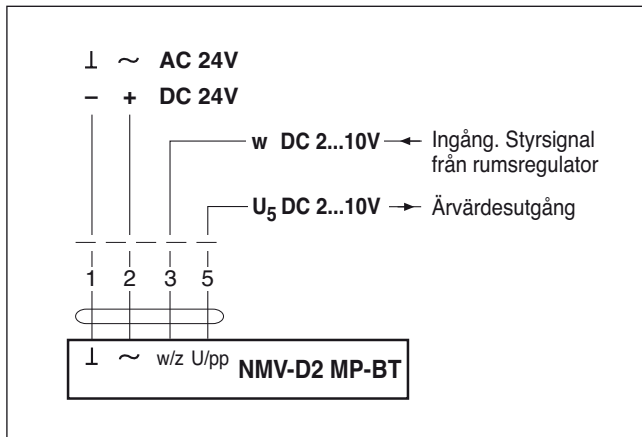 ⊥ ~ AC 24V
– + DC 24V
w DC 2...10V Ingång. Styrsignal
från rumsregulator
U5 DC 2...10V Ärvärdesutgång
1 2 3 5
⊥ ~ w/z U/pp NMV-D2 MP-BT